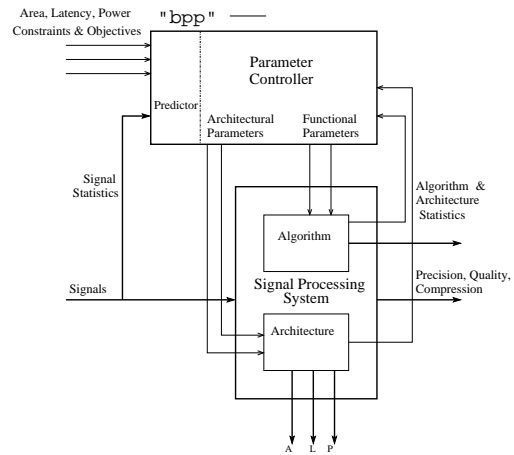 Area, Latency, Power
Constraints & Objectives
"bpp"
Parameter
Controller
Predictor
Architectural
Parameters
Functional
Parameters
Signal
Statistics
Algorithm &
Architecture
Statistics
Algorithm
Signals
Signal Processing
System
Precision, Quality,
Compression
Architecture
A L P